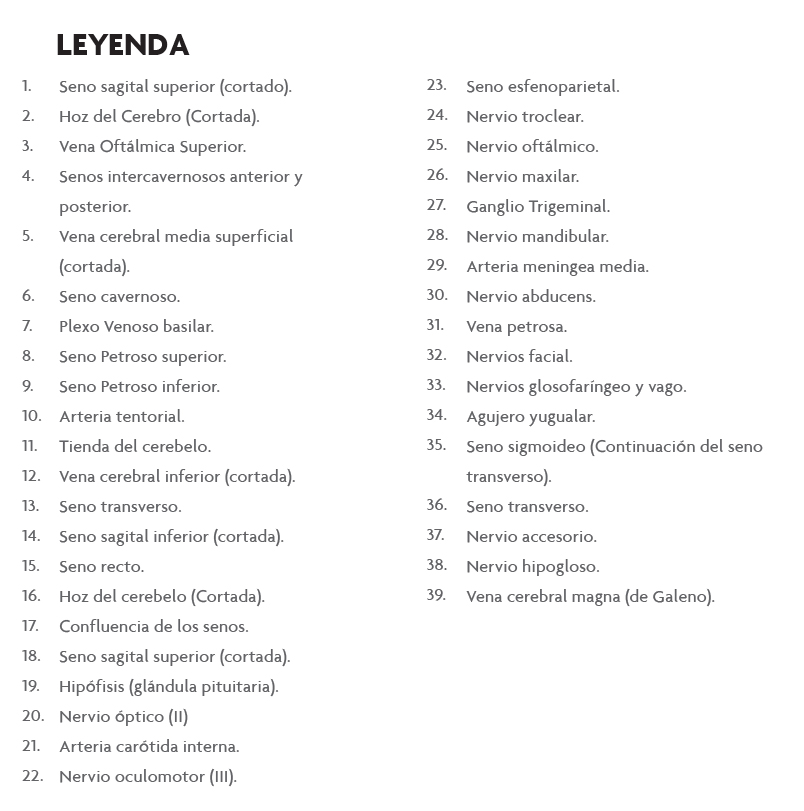 LEYENDA
1. Seno sagital superior (cortado).
2. Hoz del Cerebro (Cortada).
3. Vena Oftálmica Superior.
4. Senos intercavernosos anterior y
posterior.
5. Vena cerebral media superficial
(cortada).
6. Seno cavernoso.
7. Plexo Venoso basilar.
8. Seno Petroso superior.
9. Seno Petroso inferior.
10. Arteria tentorial.
11. Tienda del cerebelo.
12. Vena cerebral inferior (cortada).
13. Seno transverso.
14. Seno sagital inferior (cortada).
15. Seno recto.
16. Hoz del cerebelo (Cortada).
17. Confluencia de los senos.
18. Seno sagital superior (cortada).
19. Hipófisis (glándula pituitaria).
20. Nervio óptico (II)
21. Arteria carótida interna.
22. Nervio oculomotor (III).
23. Seno esfenoparietal.
24. Nervio troclear.
25. Nervio oftálmico.
26. Nervio maxilar.
27. Ganglio Trigeminal.
28. Nervio mandibular.
29. Arteria meningea media.
30. Nervio abducens.
31. Vena petrosa.
32. Nervios facial.
33. Nervios glosofaríngeo y vago.
34. Agujero yugualar.
35. Seno sigmoideo (Continuación del seno
transverso).
36. Seno transverso.
37. Nervio accesorio.
38. Nervio hipogloso.
39. Vena cerebral magna (de Galeno).